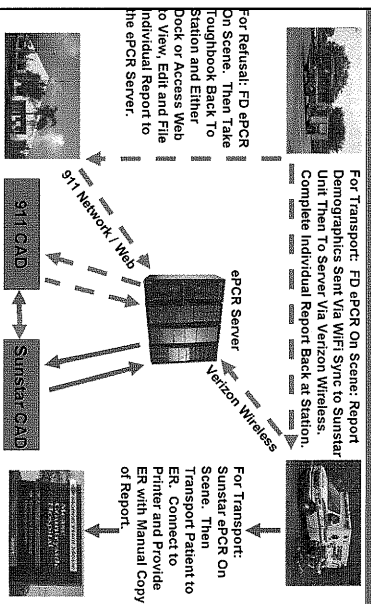 For Transport:  FD ePCR On Scene: Report
Demographics Sent Via WiFi Sync to Sunstar
Unit Then To Server Via Verizon Wireless.
Complete Individual Report Back at Station.
For Refusal: FD ePCR
On Scene.  Then Take
Toughbook Back To
Station and Either
Dock or Access Web
to View, Edit and File
Individual Report to
the ePCR Server.
ePCR Server
Verizon Wireless
911 Network / Web
For Transport:
Sunstar ePCR On
Scene.  Then
Transport Patient to
ER.  Connect to
Printer and Provide
ER with Manual Copy
of Report.
911 CAD
Sunstar CAD
Hospital